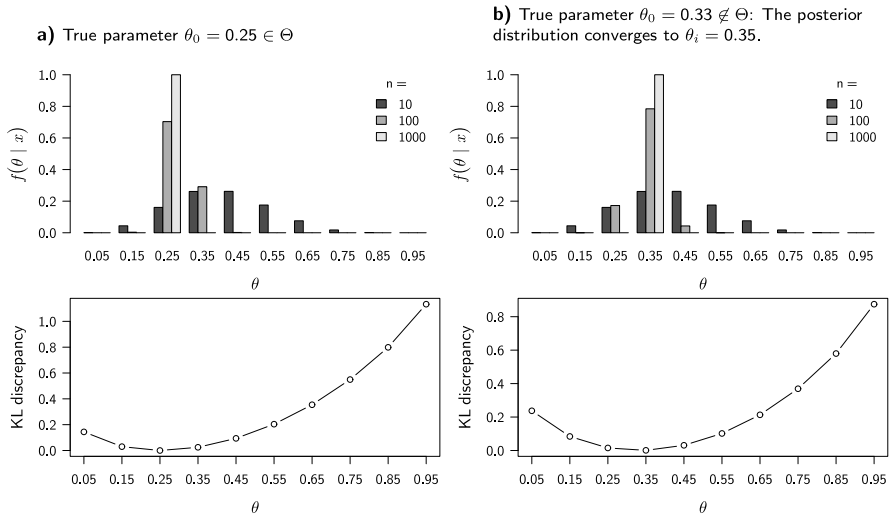 a) True parameter θ₀ = 0.25 ∈ Θ
n =
10
100
1000
f(θ | x)
1.0
0.8
0.6
0.4
0.2
0.0
0.05 0.15 0.25 0.35 0.45 0.55 0.65 0.75 0.85 0.95
θ
KL discrepancy
1.0
0.8
0.6
0.4
0.2
0.0
0.05 0.15 0.25 0.35 0.45 0.55 0.65 0.75 0.85 0.95
θ
b) True parameter θ₀ = 0.33 ∉ Θ: The posterior
distribution converges to θᵢ = 0.35.
n =
10
100
1000
f(θ | x)
1.0
0.8
0.6
0.4
0.2
0.0
0.05 0.15 0.25 0.35 0.45 0.55 0.65 0.75 0.85 0.95
θ
KL discrepancy
0.8
0.6
0.4
0.2
0.0
0.05 0.15 0.25 0.35 0.45 0.55 0.65 0.75 0.85 0.95
θ